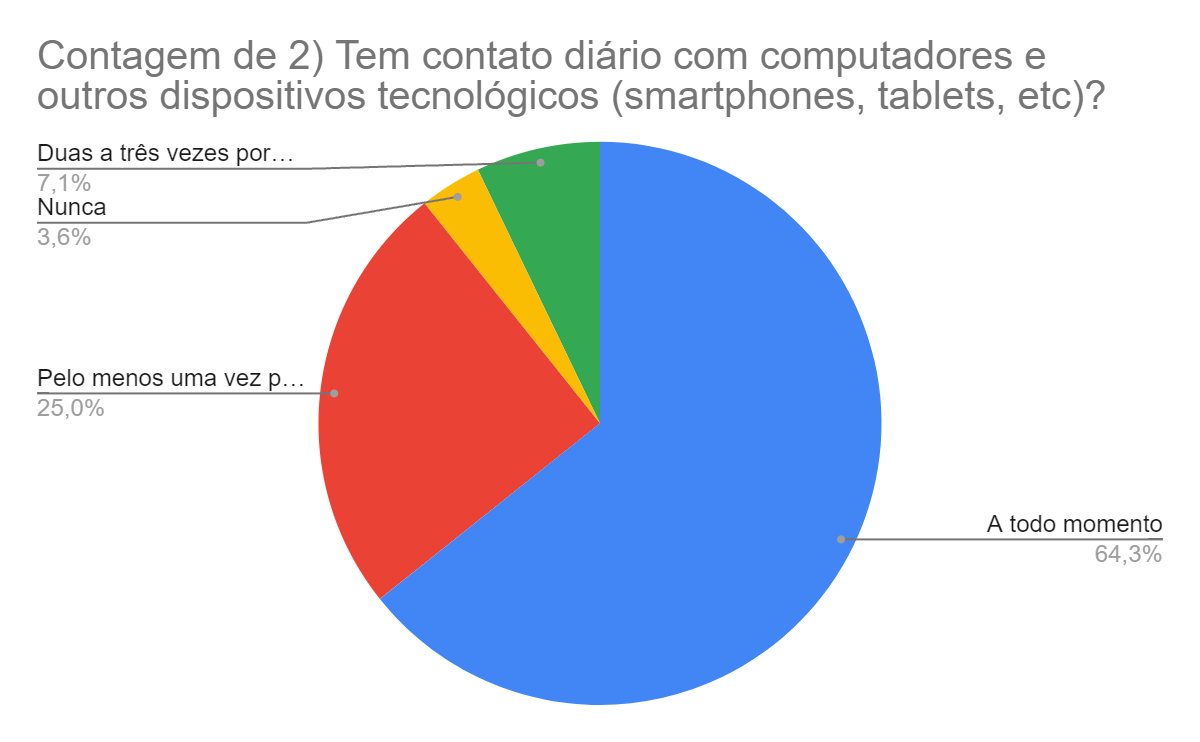 Contagem de 2) Tem contato diário com computadores e
outros dispositivos tecnológicos (smartphones, tablets, etc)?
Duas a três vezes por…
7,1%
Nunca
3,6%
Pelo menos uma vez p…
25,0%
A todo momento
64,3%